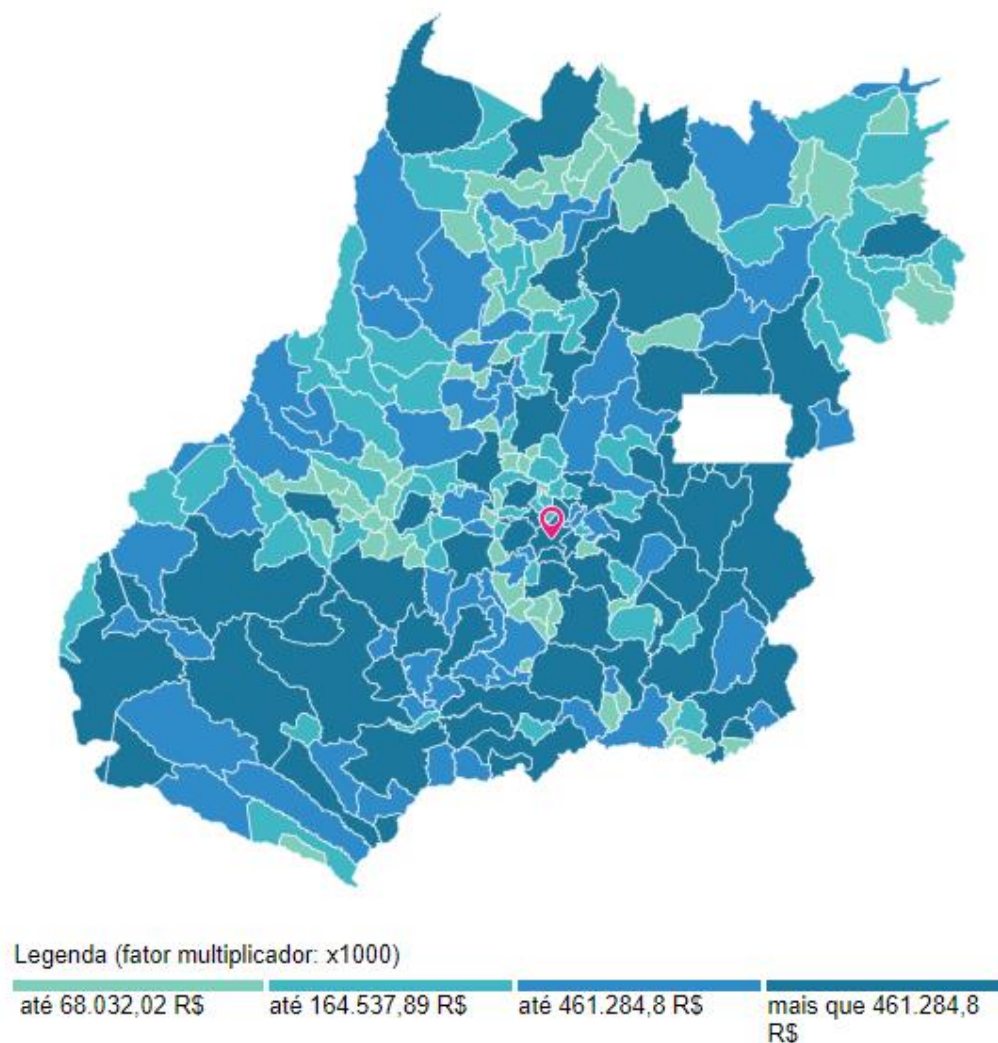 Legenda (fator multiplicador: x1000)
até 68.032,02 R$
até 164.537,89 R$
até 461.284,8 R$
mais que 461.284,8
R$